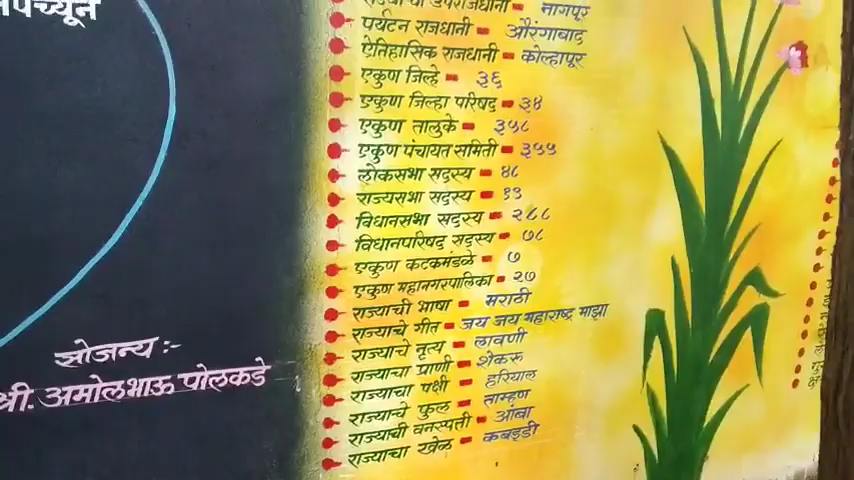 राज्याची उपराजधानी - नागपूर
पर्यटन राजधानी - औरंगाबाद
ऐतिहासिक राजधानी - कोल्हापूर
एकुण जिल्हे - ३६
एकुण जिल्हा परिषद - ३४
एकुण तालुके - ३५८
एकुण पंचायत समिती - ३५५
लोकसभा सदस्य - ४८
राज्यसभा सदस्य - १९
विधानसभा सदस्य - २८८
विधानपरिषद सदस्य - ७८
एकुण कटकमंडळे - ७
एकुण महानगरपालिका - २७
राज्याची भाषा - मराठी
राज्याचे गीत - जय जय महाराष्ट्र माझा
राज्याचे नृत्य - लावणी
राज्याचा प्राणी - शेकरू
राज्याचा पक्षी - हरियाल
राज्याचे फुल - ताम्हण
राज्याची वनस्पती - आंबा
राज्याचा खेळ - कबड्डी
सोजन्य :-
श्री. अमोलभाऊ पोलकडे